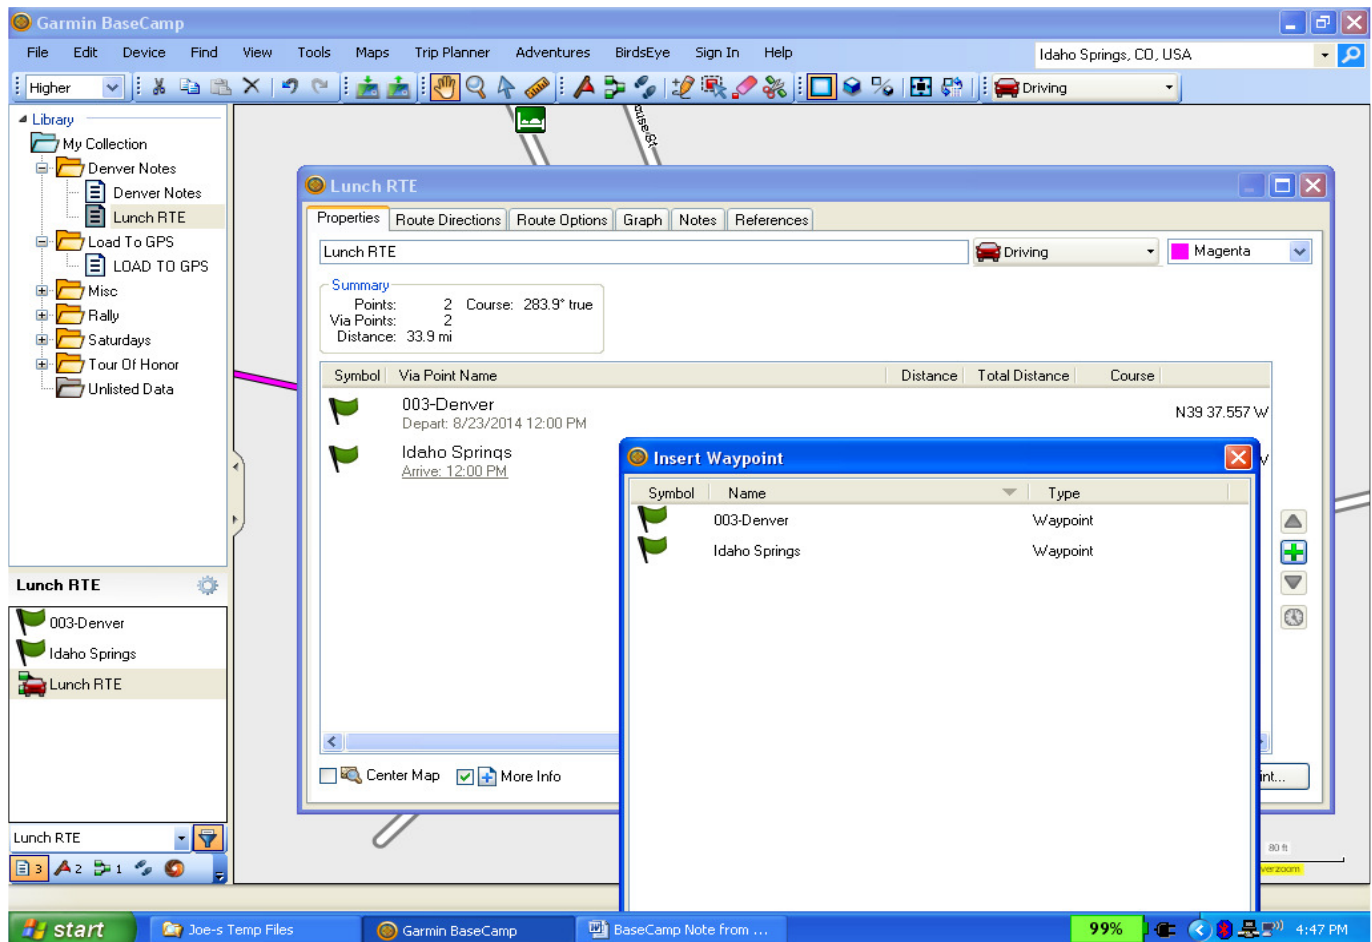 Garmin BaseCamp
File Edit Device Find View Tools Maps Trip Planner Adventures BirdsEye Sign In Help Idaho Springs, CO, USA
Higher Driving
Library
My Collection
Denver Notes
Denver Notes
Lunch RTE
Load To GPS
LOAD TO GPS
Misc
Rally
Saturdays
Tour Of Honor
Unlisted Data
Lunch RTE
Properties Route Directions Route Options Graph Notes References
Lunch RTE Driving Magenta
Summary
Points: 2 Course: 283.9° true
Via Points: 2
Distance: 33.9 mi
Symbol Via Point Name Distance Total Distance Course
003-Denver
Depart: 8/23/2014 12:00 PM
N39 37.557 W
Idaho Springs
Arrive: 12:00 PM
Insert Waypoint
Symbol Name Type
003-Denver Waypoint
Idaho Springs Waypoint
Center Map More Info
int...
Lunch RTE
003-Denver
Idaho Springs
Lunch RTE
Lunch RTE
3 2 1
80 ft
verzoom
start Joe-s Temp Files Garmin BaseCamp BaseCamp Note from ... 99% 4:47 PM